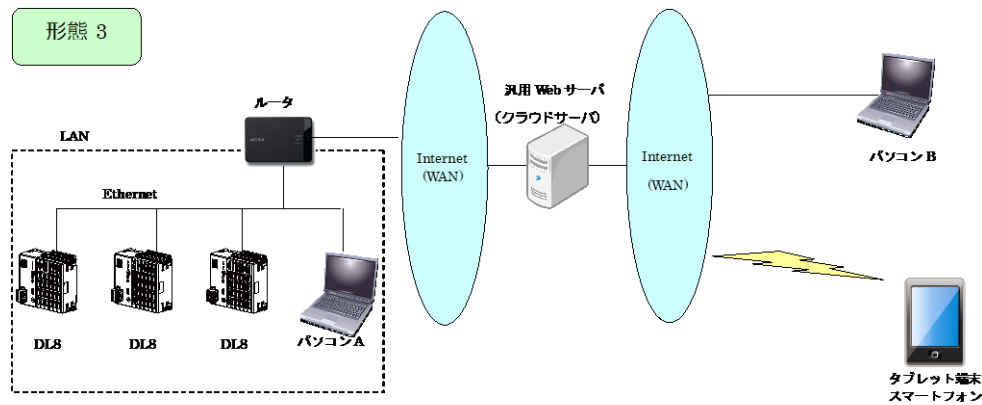 形態 3
汎用 Web サーバ
(クラウドサーバ)
ルータ
LAN
Internet
(WAN)
Internet
(WAN)
パソコン B
Ethernet
DL8
DL8
DL8
パソコン A
タブレット端末
スマートフォン